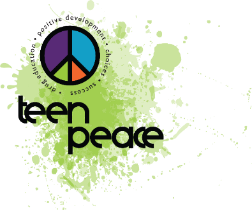 drug education • positive development • choices • success •
teen
peace